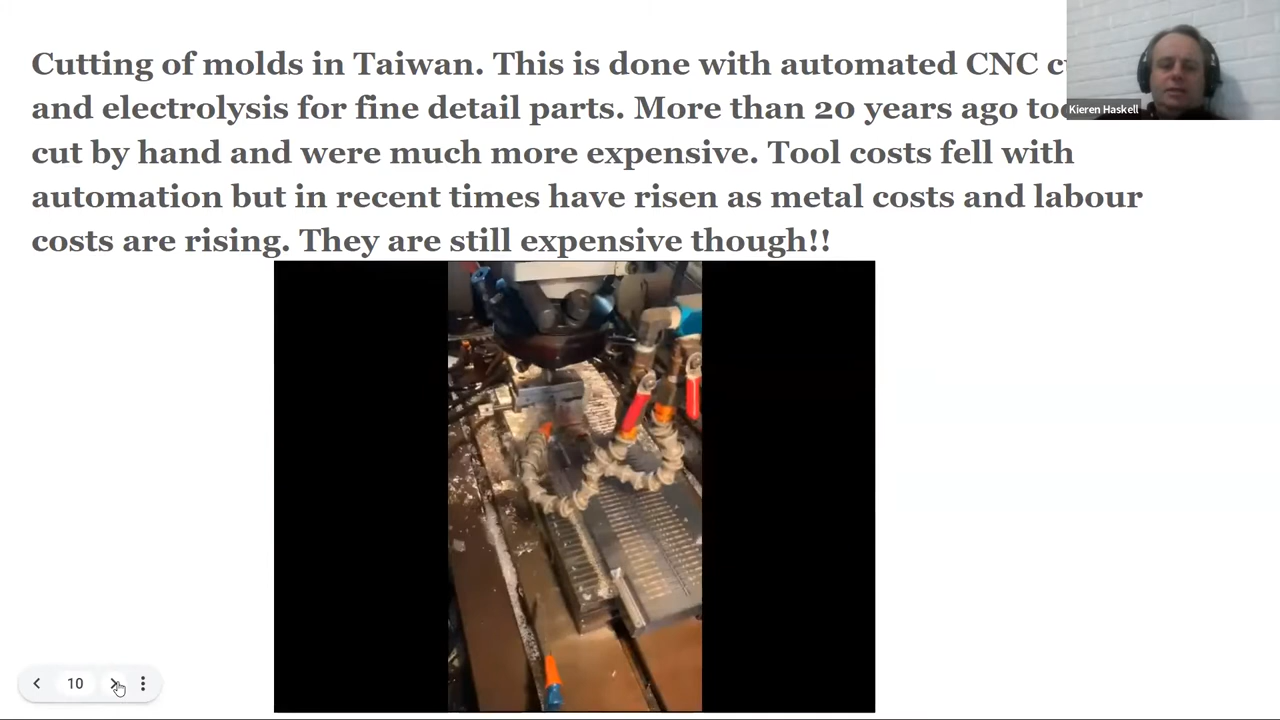 Cutting of molds in Taiwan. This is done with automated CNC
and electrolysis for fine detail parts. More than 20 years ago
cut by hand and were much more expensive. Tool costs fell with
automation but in recent times have risen as metal costs and labour
costs are rising. They are still expensive though!!
Kieren Haskell
10